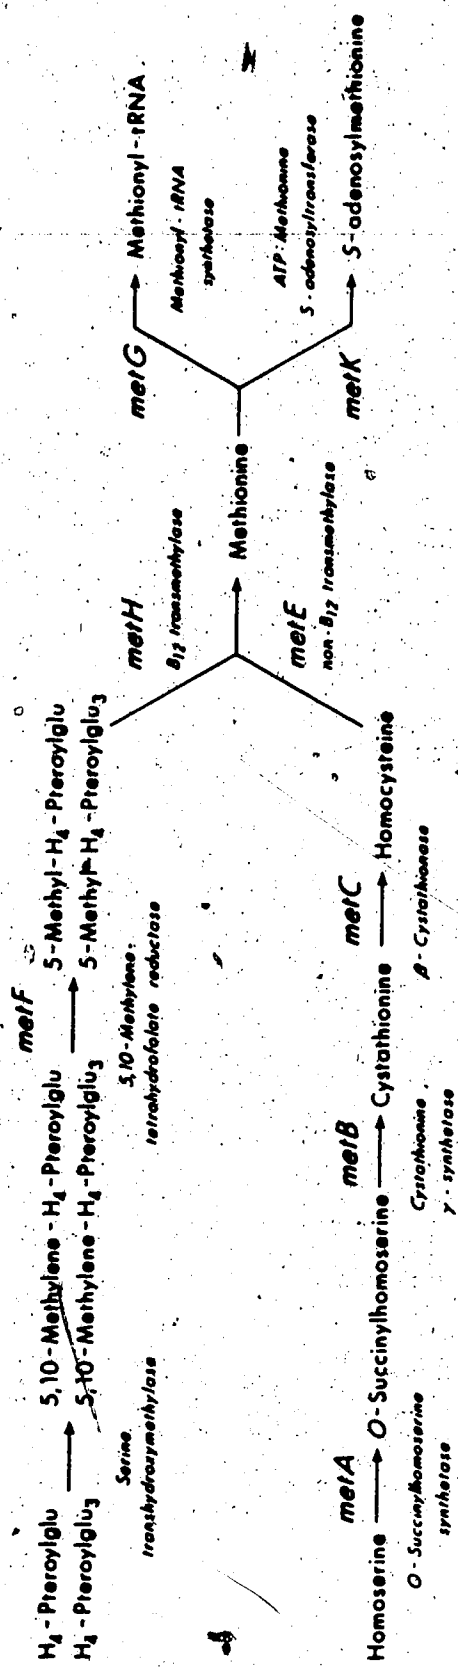 metF
H4-Pteroylglu → 5,10-Methylene-H4-Pteroylglu → 5-Methyl-H4-Pteroylglu
H4-Pteroylglu3 5,10-Methylene-H4-Pteroylglu3 5-Methyl-H4-Pteroylglu3
Serine
transhydroxymethylase
5,10-Methylene-
tetrahydrofolate reductase
metH
B12 transmethylase
metG
Methionyl-tRNA
Methionyl-tRNA
synthetase
Methionine
metE
non-B12 transmethylase
ATP-Methionine
S-adenosyltransferase
metK
S-adenosylmethionine
metA metB metC
Homoserine → O-Succinylhomoserine → Cystathionine → Homocysteine
O-Succinylhomoserine
synthetase
Cystathionine
γ-synthetase
β-Cystathionase